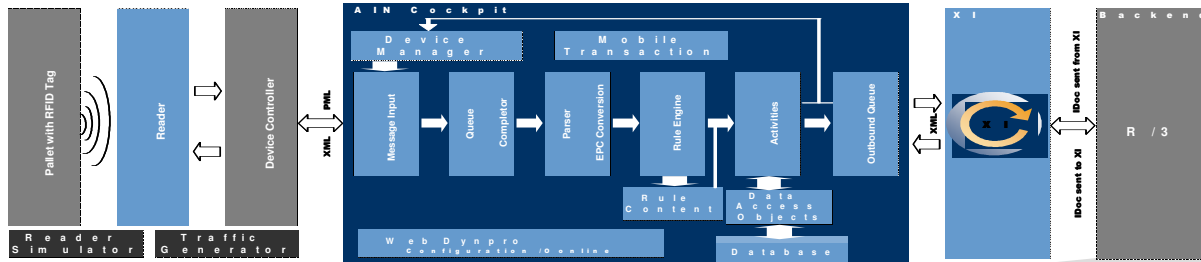 AIN Cockpit
XI
Backend
Device
Manager
Mobile
Transaction
Pallet with RFID Tag
Reader
Device Controller
XML PML
Message Input
Queue
Completor
Parser
EPC Conversion
Rule Engine
Activities
Outbound Queue
XML
X I
IDoc sent to XI IDoc sent from XI
R /3
Rule
Content
Data
Access
Objects
Reader
Simulator
Traffic
Generator
Web Dynpro
Configuration /Oonline
Database